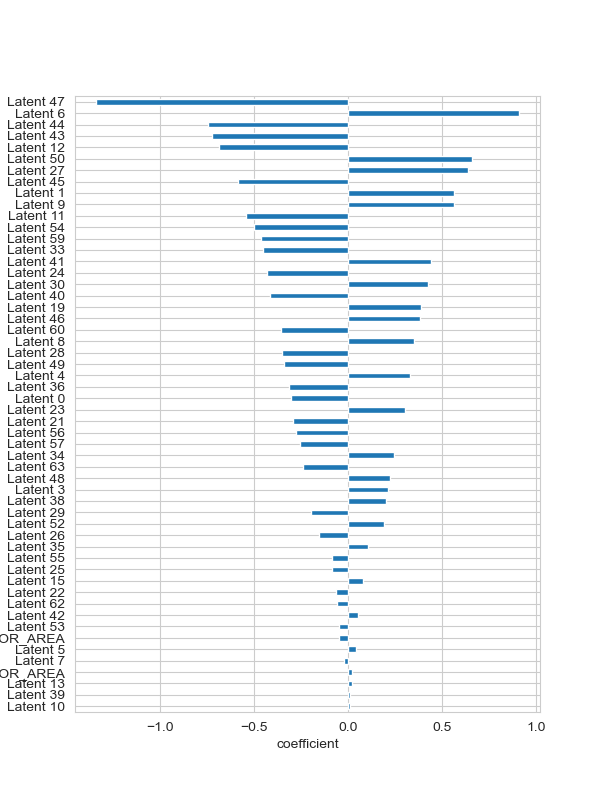 Latent 47
Latent 6
Latent 44
Latent 43
Latent 12
Latent 50
Latent 27
Latent 45
Latent 1
Latent 9
Latent 11
Latent 54
Latent 59
Latent 33
Latent 41
Latent 24
Latent 30
Latent 40
Latent 19
Latent 46
Latent 60
Latent 8
Latent 28
Latent 49
Latent 4
Latent 36
Latent 0
Latent 23
Latent 21
Latent 56
Latent 57
Latent 34
Latent 63
Latent 48
Latent 3
Latent 38
Latent 29
Latent 52
Latent 26
Latent 35
Latent 55
Latent 25
Latent 15
Latent 22
Latent 62
Latent 42
Latent 53
OR_AREA
Latent 5
Latent 7
OR_AREA
Latent 13
Latent 39
Latent 10
−1.0 −0.5 0.0 0.5 1.0
coefficient